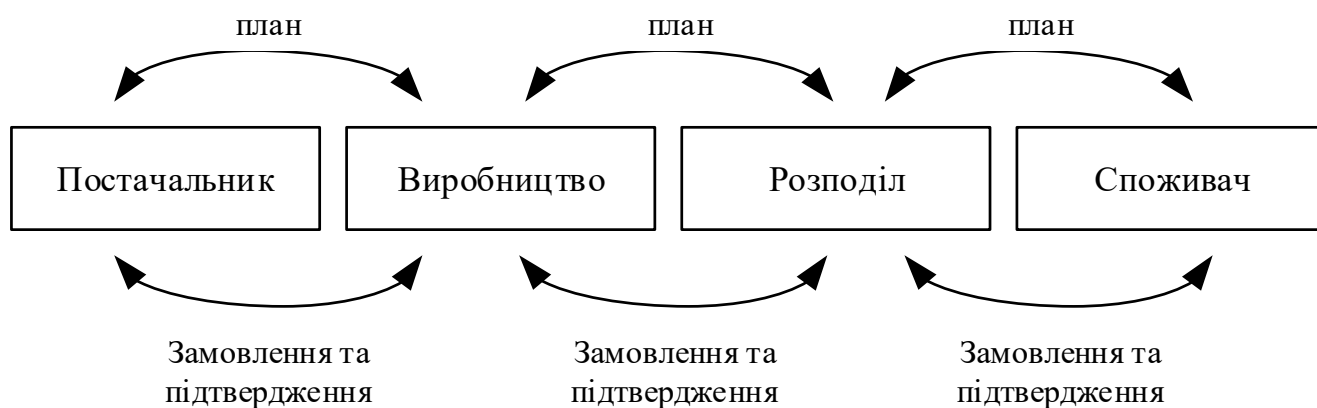 план
план
план
Постачальник
Виробництво
Розподіл
Споживач
Замовлення та
підтвердження
Замовлення та
підтвердження
Замовлення та
підтвердження